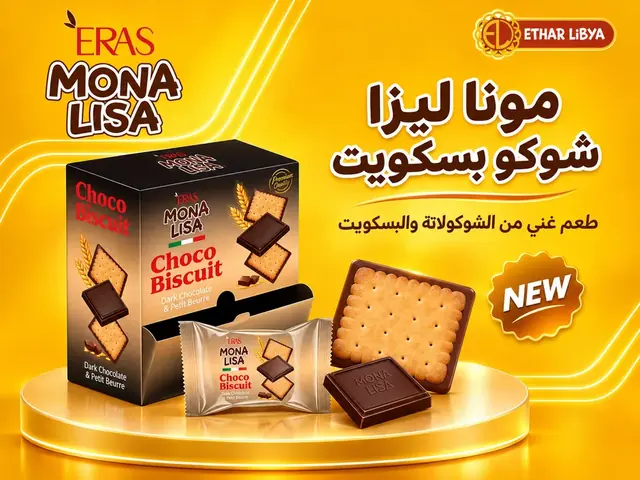 ERAS
MONA
LISA
ETHAR LiBYA
مونا ليزا
شوكو بسكويت
طعم غني من الشوكولاتة والبسكويت
NEW
Choco
Biscuit
Dark Chocolate
& Petit Beurre
ERAS
MONA
LISA
Premium
Quality
Choco
Biscuit
Dark Chocolate
& Petit Beurre
ERAS
MONA
LISA
Choco
Biscuit
Dark Chocolate
& Petit Beurre
MONA
LISA